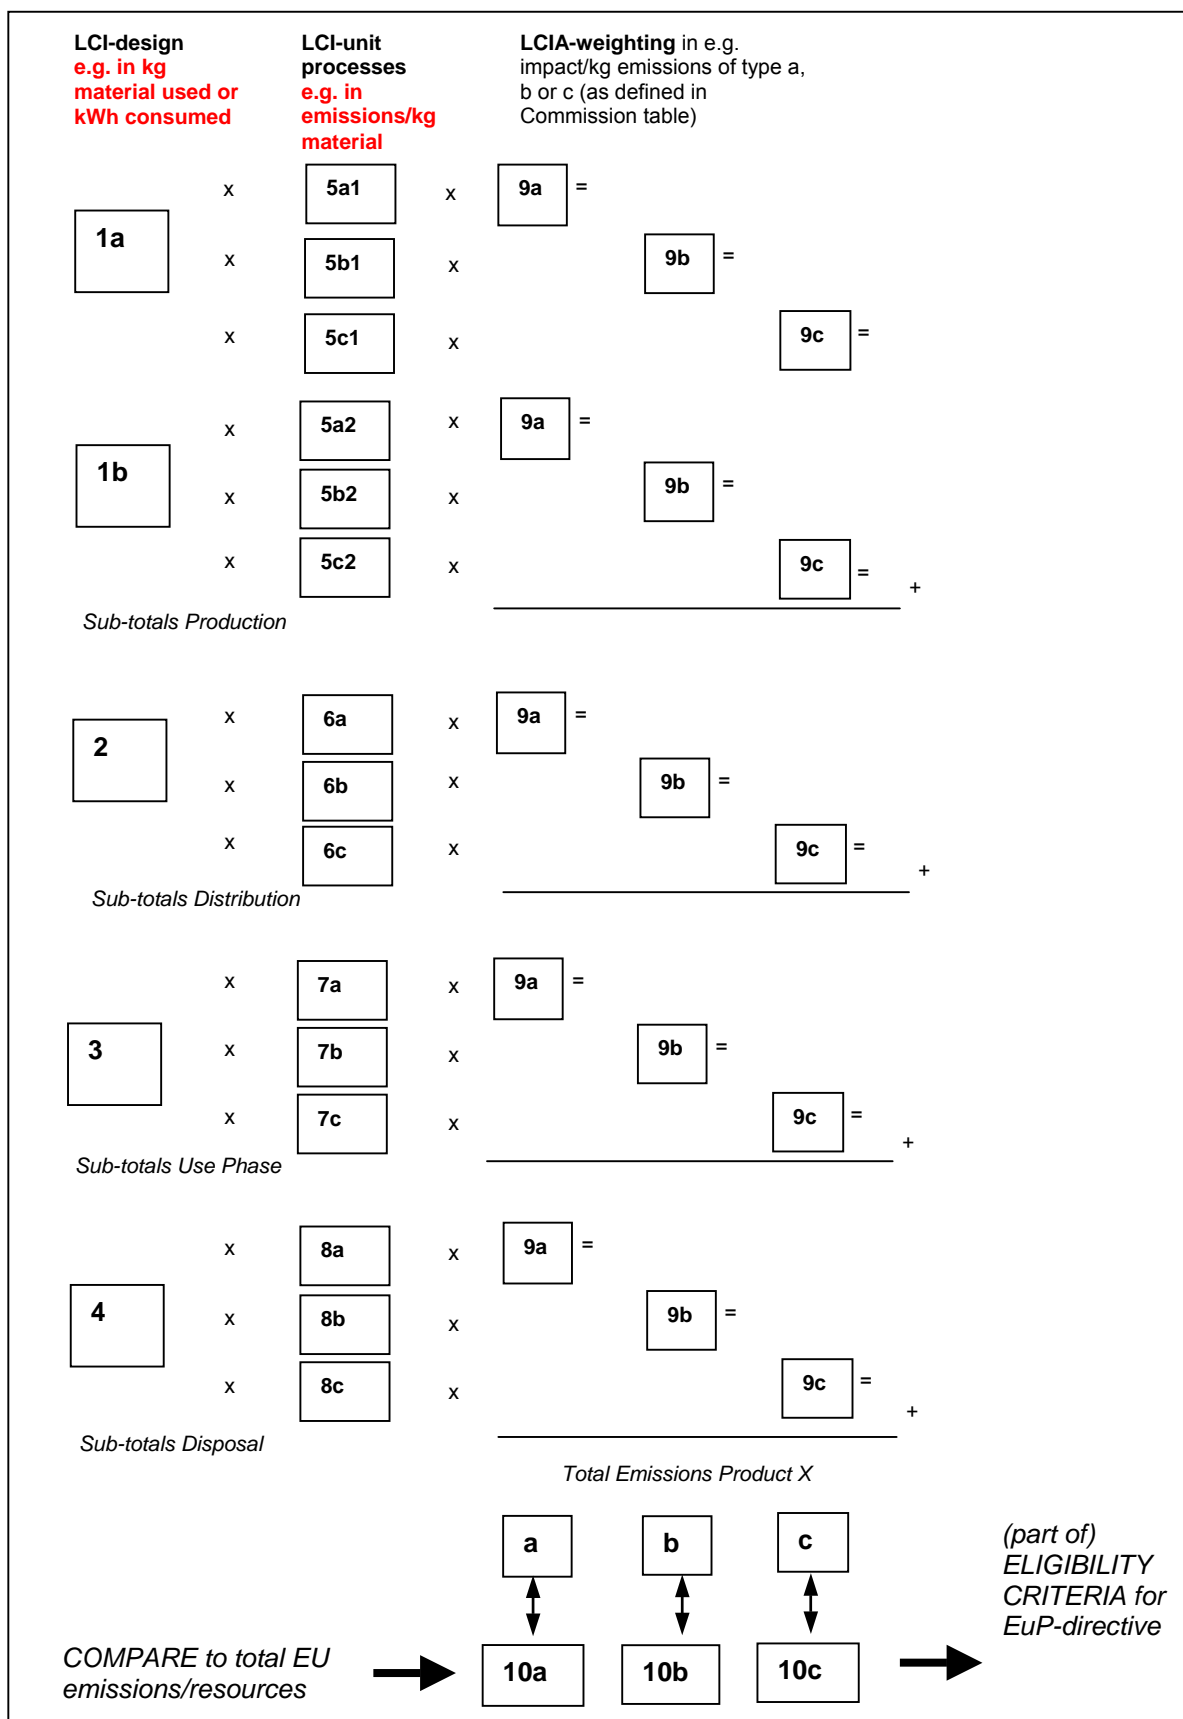 LCI-design
e.g. in kg
material used or
kWh consumed
LCI-unit
processes
e.g. in
emissions/kg
material
LCIA-weighting in e.g.
impact/kg emissions of type a,
b or c (as defined in
Commission table)
x 5a1 x 9a =
1a
x 5b1 x 9b =
x 5c1 x 9c =
x 5a2 x 9a =
1b
x 5b2 x 9b =
x 5c2 x 9c = +
Sub-totals Production
x 6a x 9a =
2
x 6b x 9b =
x 6c x 9c = +
Sub-totals Distribution
x 7a x 9a =
3
x 7b x 9b =
x 7c x 9c = +
Sub-totals Use Phase
x 8a x 9a =
4
x 8b x 9b =
x 8c x 9c = +
Sub-totals Disposal
Total Emissions Product X
a b c
(part of)
ELIGIBILITY
CRITERIA for
EuP-directive
COMPARE to total EU
emissions/resources
10a 10b 10c